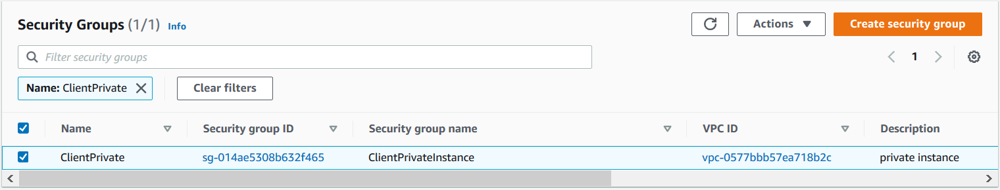 Security Groups (1/1) Info
Actions ▼ Create security group
Filter security groups
1
Name: ClientPrivate
Clear filters
Name Security group ID Security group name VPC ID Description
ClientPrivate sg-014ae5308b632f465 ClientPrivateInstance vpc-0577bbb57ea718b2c private instance